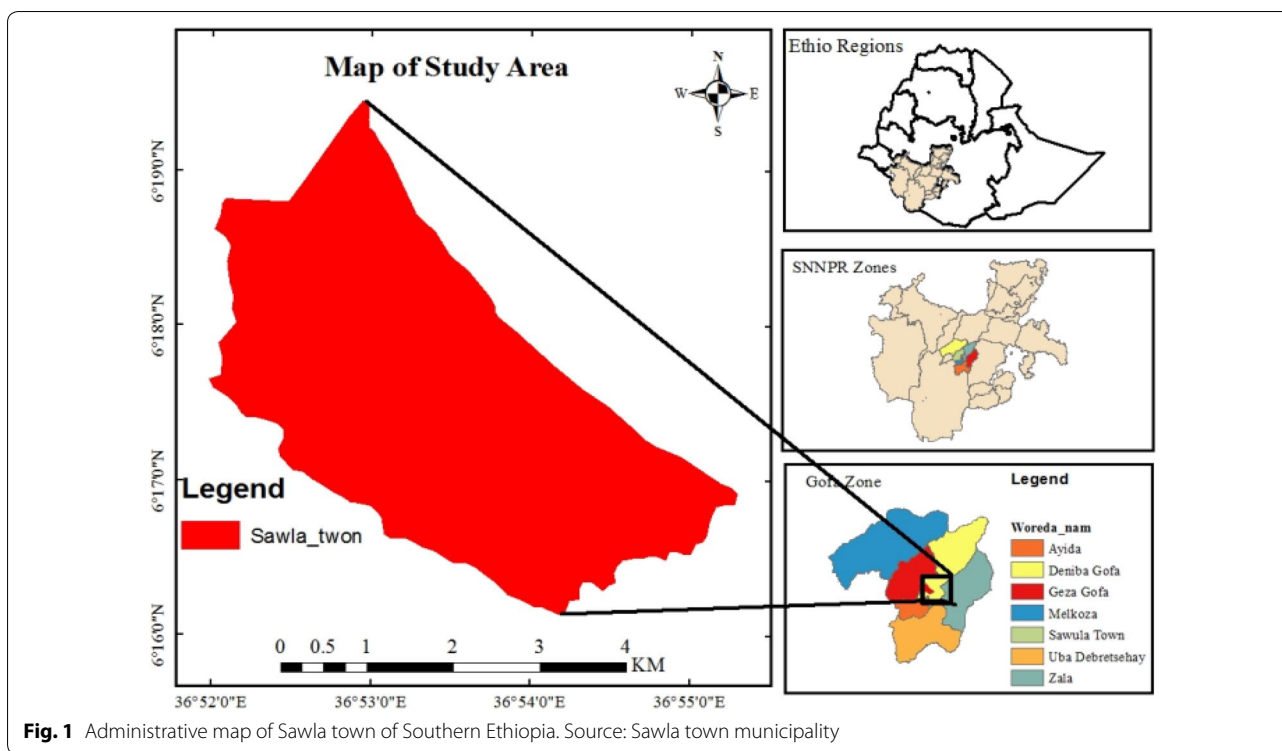 Map of Study Area
N
W E
S
6°19'0"N
6°18'0"N
6°17'0"N
6°16'0"N
Legend
Sawla_twon
0 0.5 1 2 3 4
KM
36°52'0"E 36°53'0"E 36°54'0"E 36°55'0"E
Ethio Regions
SNNPR Zones
Gofa Zone
Legend
Woreda_nam
Ayida
Deniba Gofa
Geza Gofa
Melkoza
Sawula Town
Uba Debretsehay
Zala
Fig. 1 Administrative map of Sawla town of Southern Ethiopia. Source: Sawla town municipality